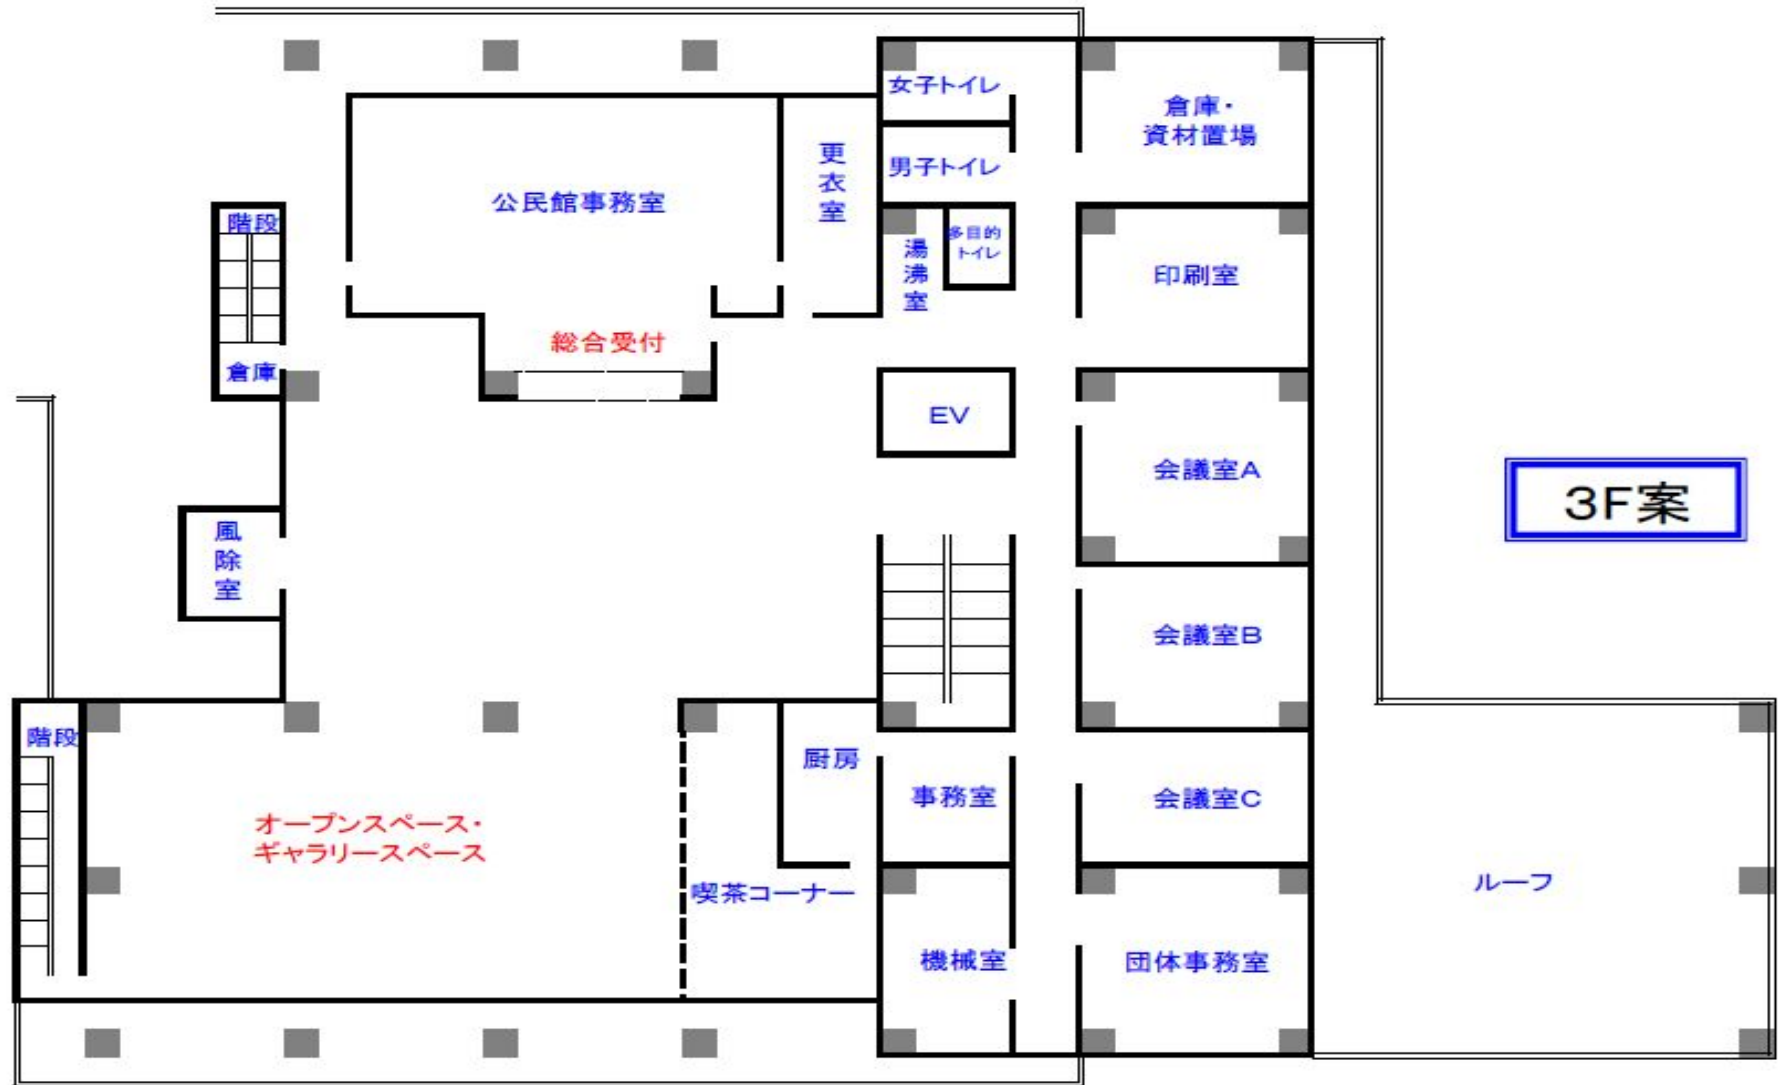 女子トイレ
倉庫・
資材置場
男子トイレ
更衣室
公民館事務室
階段
湯沸室
多目的
トイレ
印刷室
総合受付
倉庫
EV
会議室A
3F案
風除室
会議室B
階段
厨房
事務室
会議室C
オープンスペース・
ギャラリースペース
喫茶コーナー
ルーフ
機械室
団体事務室